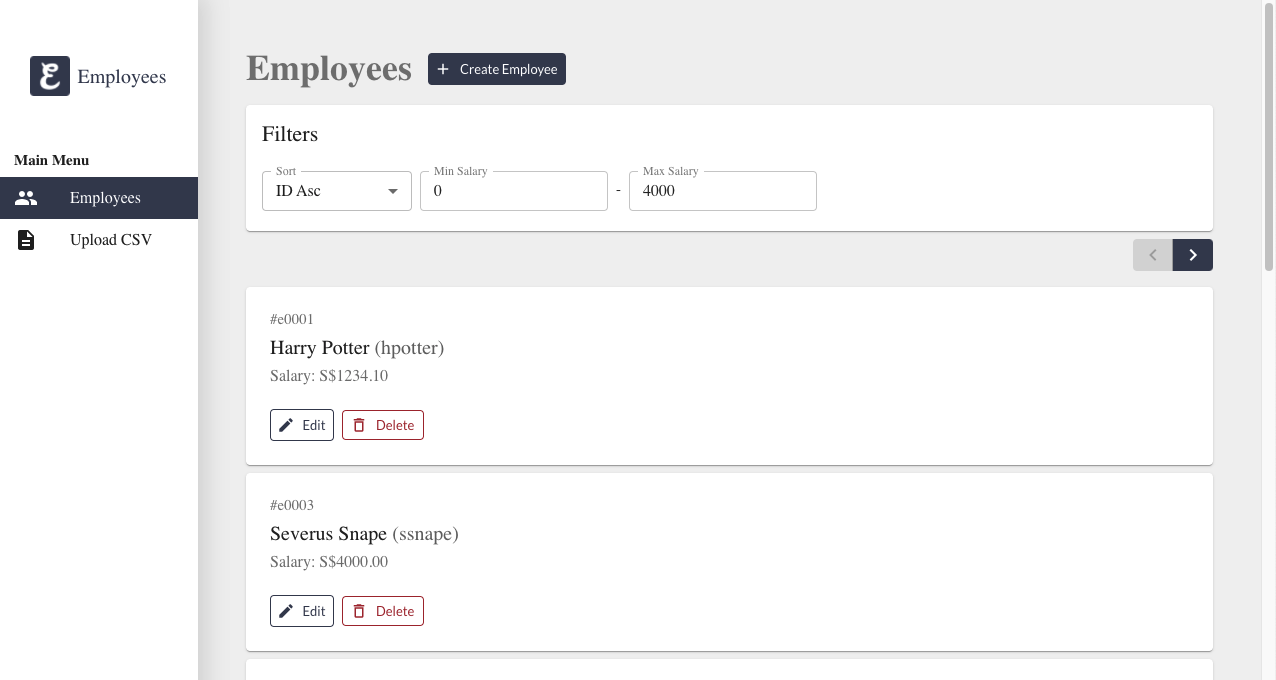 Employees
Main Menu
Employees
Upload CSV
Employees
Create Employee
Filters
Sort
ID Asc
Min Salary
0
-
Max Salary
4000
#e0001
Harry Potter (hpotter)
Salary: S$1234.10
Edit
Delete
#e0003
Severus Snape (ssnape)
Salary: S$4000.00
Edit
Delete